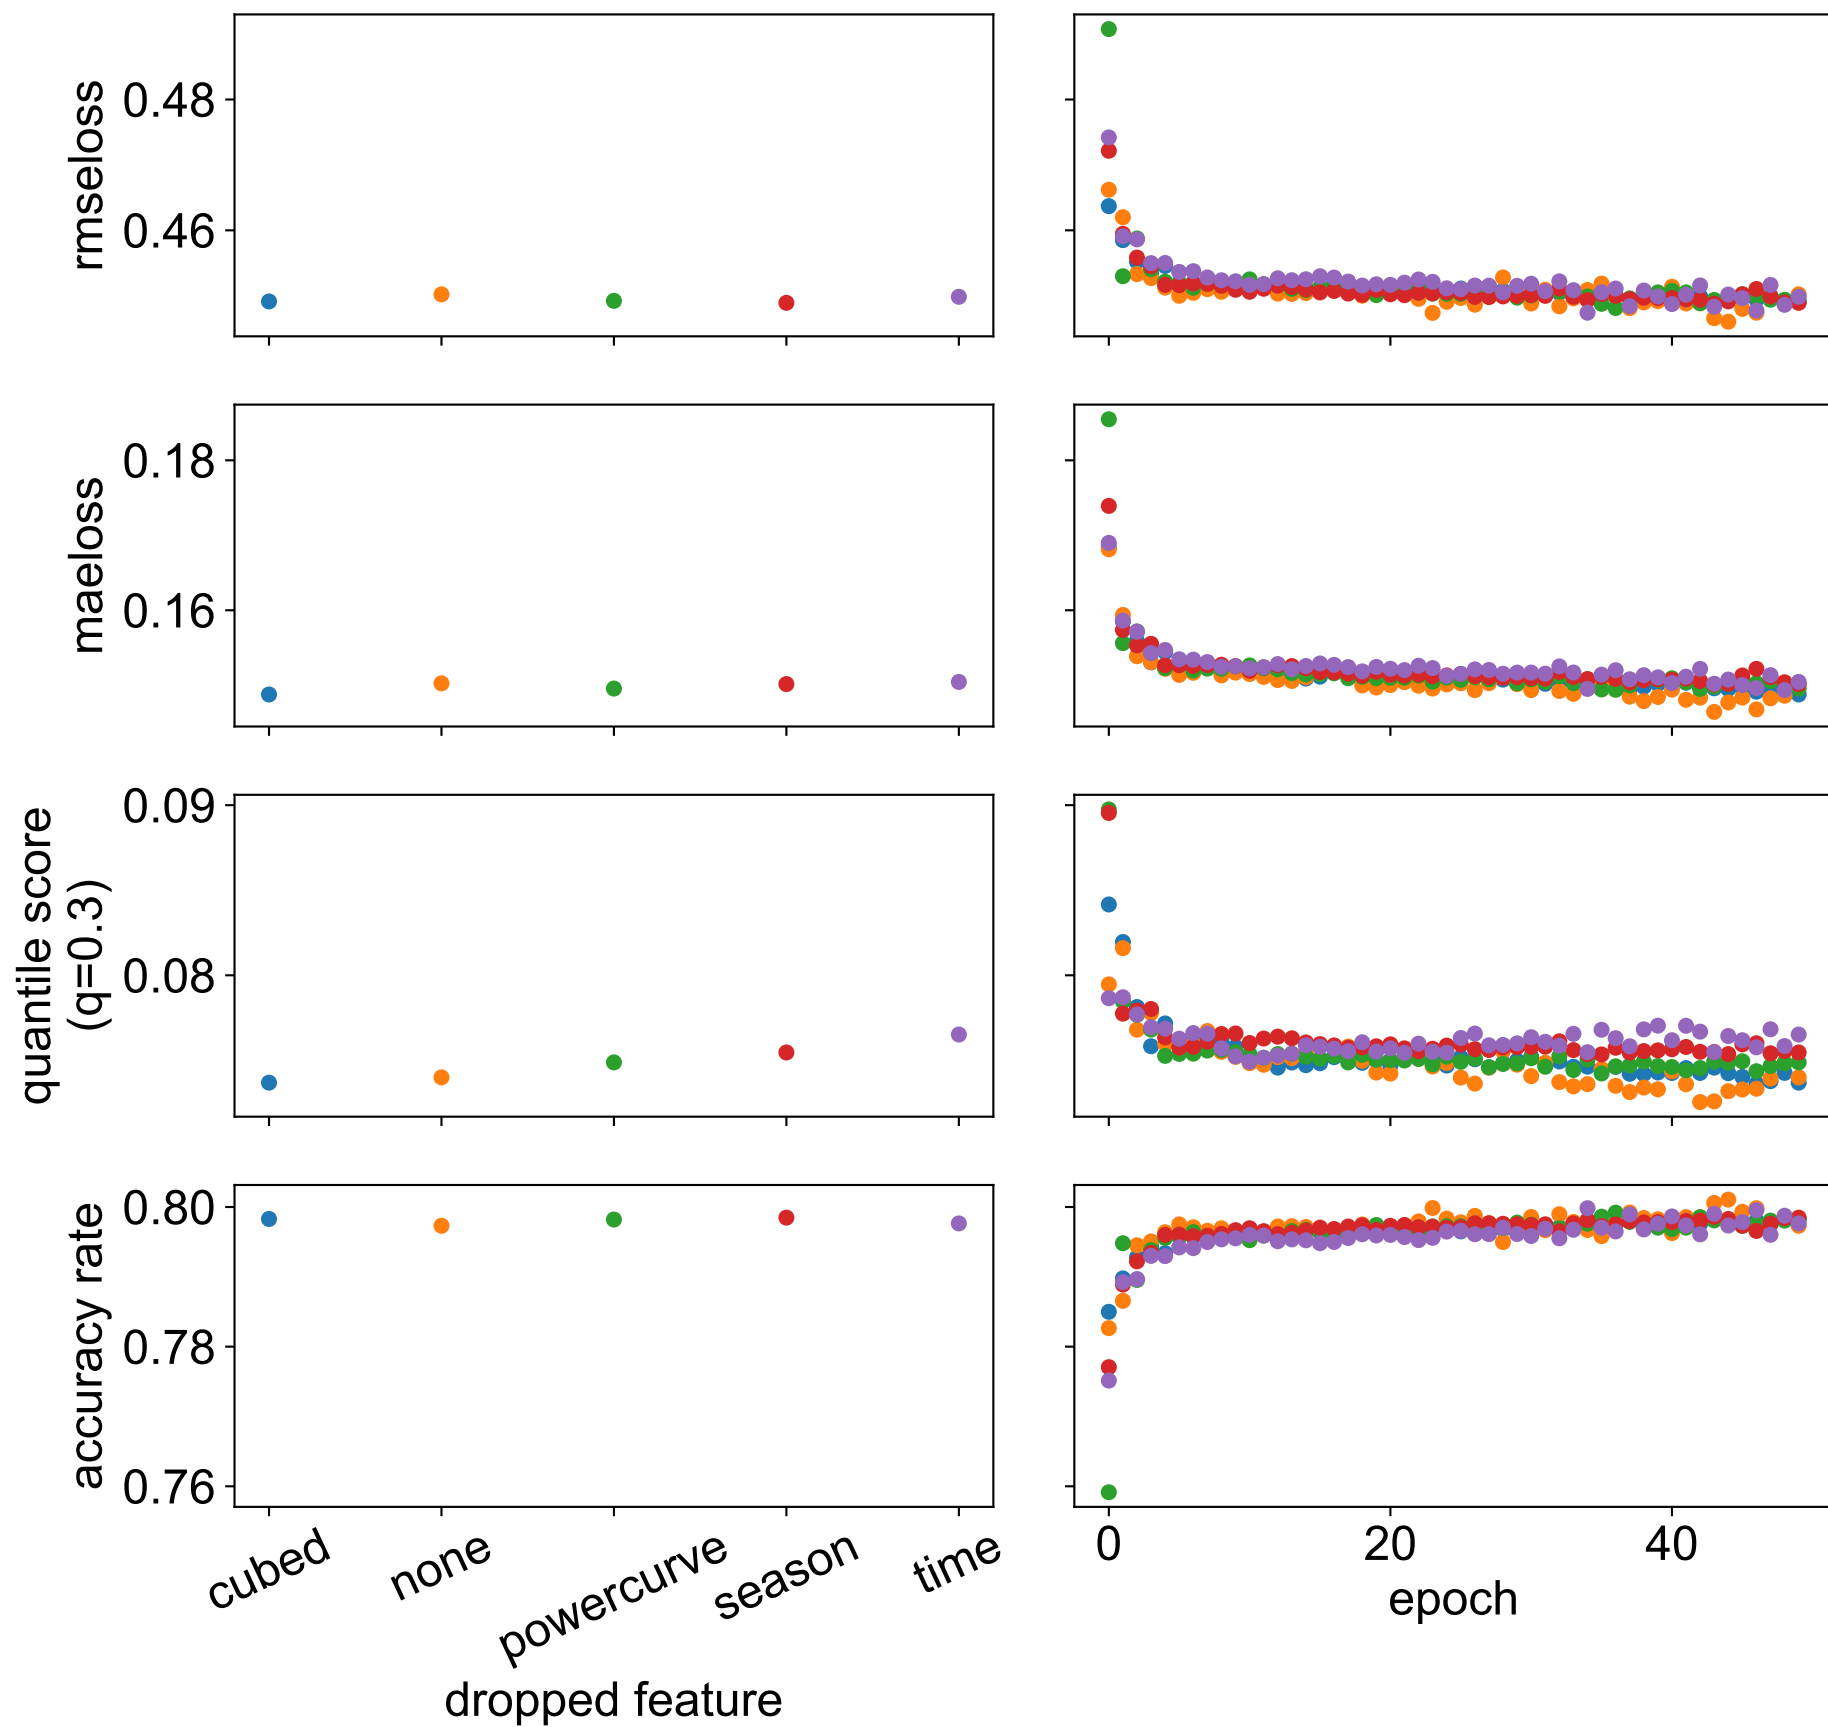 rmseloss
0.48
0.46
maeloss
0.18
0.16
quantile score
(q=0.3)
0.09
0.08
accuracy rate
0.80
0.78
0.76
cubed
none
powercurve
season
time
dropped feature
0
20
40
epoch